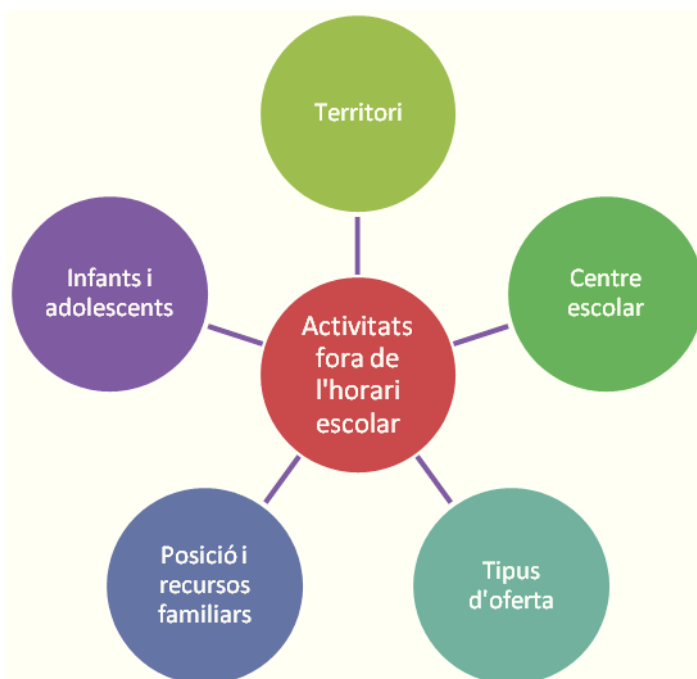 Territori
Infants i
adolescents
Centre
escolar
Activitats
fora de
l'horari
escolar
Posició i
recursos
familiars
Tipus
d'oferta